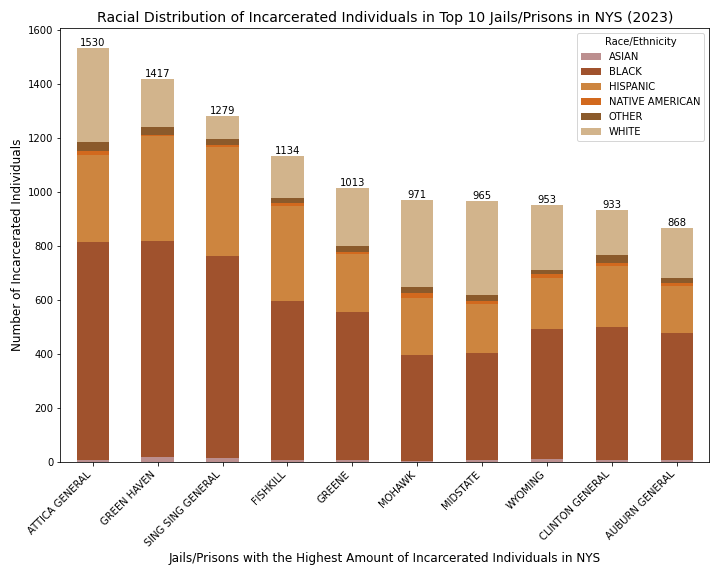 Racial Distribution of Incarcerated Individuals in Top 10 Jails/Prisons in NYS (2023)
Race/Ethnicity
ASIAN
BLACK
HISPANIC
NATIVE AMERICAN
OTHER
WHITE
Number of Incarcerated Individuals
1600
1400
1200
1000
800
600
400
200
0
1530
1417
1279
1134
1013
971
965
953
933
868
ATTICA GENERAL
GREEN HAVEN
SING SING GENERAL
FISHKILL
GREENE
MOHAWK
MIDSTATE
WYOMING
CLINTON GENERAL
AUBURN GENERAL
Jails/Prisons with the Highest Amount of Incarcerated Individuals in NYS